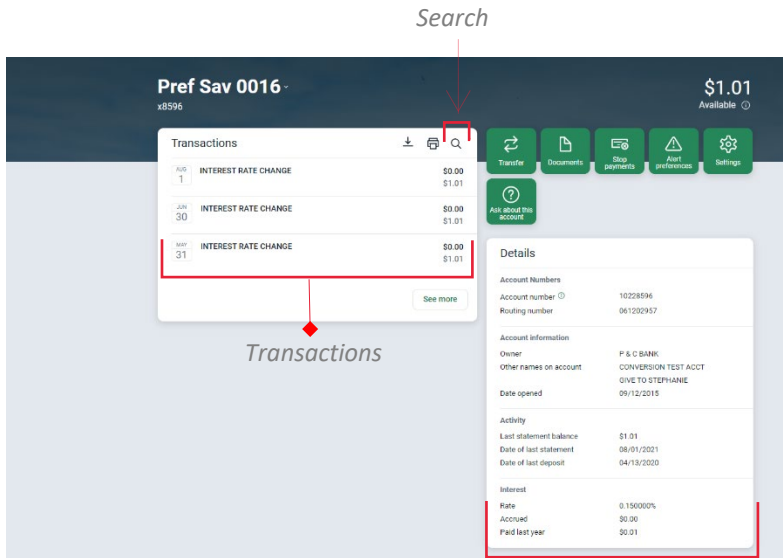 Search
Pref Sav 0016
x8596
$1.01
Available
Transactions
AUG
1
INTEREST RATE CHANGE
$0.00
$1.01
JUN
30
INTEREST RATE CHANGE
$0.00
$1.01
MAY
31
INTEREST RATE CHANGE
$0.00
$1.01
See more
Transactions
Transfer
Documents
Stop
payments
Alert
preferences
Settings
Ask about this
account
Details
Account Numbers
Account number 10228596
Routing number 061202957
Account information
Owner P & C BANK
Other names on account CONVERSION TEST ACCT
GIVE TO STEPHANIE
Date opened 09/12/2015
Activity
Last statement balance $1.01
Date of last statement 08/01/2021
Date of last deposit 04/13/2020
Interest
Rate 0.150000%
Accrued $0.00
Paid last year $0.01